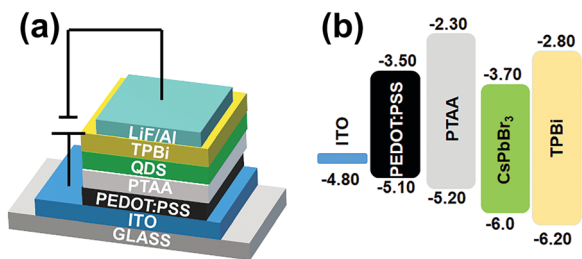 (a)
LiF/Al
TPBi
QDS
PTAA
PEDOT:PSS
ITO
GLASS
(b)
-2.30
-2.80
-3.50
-3.70
ITO
PEDOT:PSS
PTAA
CsPbBr3
TPBi
-4.80
-5.10
-5.20
-6.0
-6.20